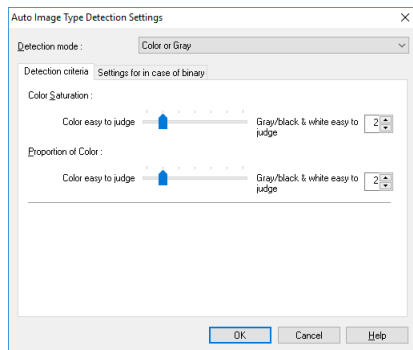 Auto Image Type Detection Settings
Detection mode : Color or Gray
Detection criteria Settings for in case of binary
Color Saturation :
Color easy to judge Gray/black & white easy to judge 2
Proportion of Color :
Color easy to judge Gray/black & white easy to judge 2
OK Cancel Help